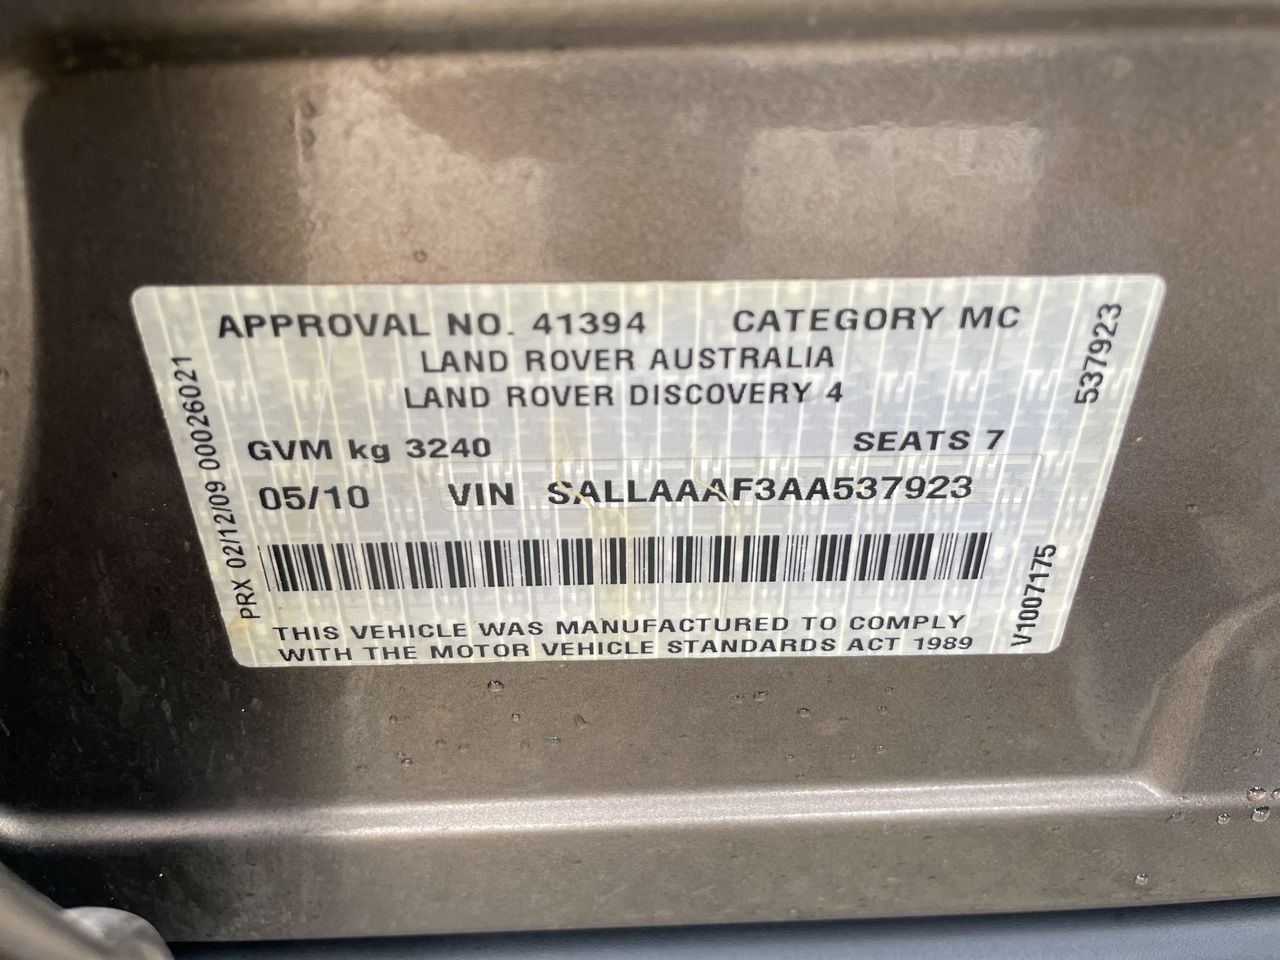 APPROVAL NO. 41394 CATEGORY MC
LAND ROVER AUSTRALIA
LAND ROVER DISCOVERY 4
GVM kg 3240 SEATS 7
05/10 VIN SALLAAAF3AA537923
THIS VEHICLE WAS MANUFACTURED TO COMPLY
WITH THE MOTOR VEHICLE STANDARDS ACT 1989
PRX 02/12/09 00026021
537923
V1007175